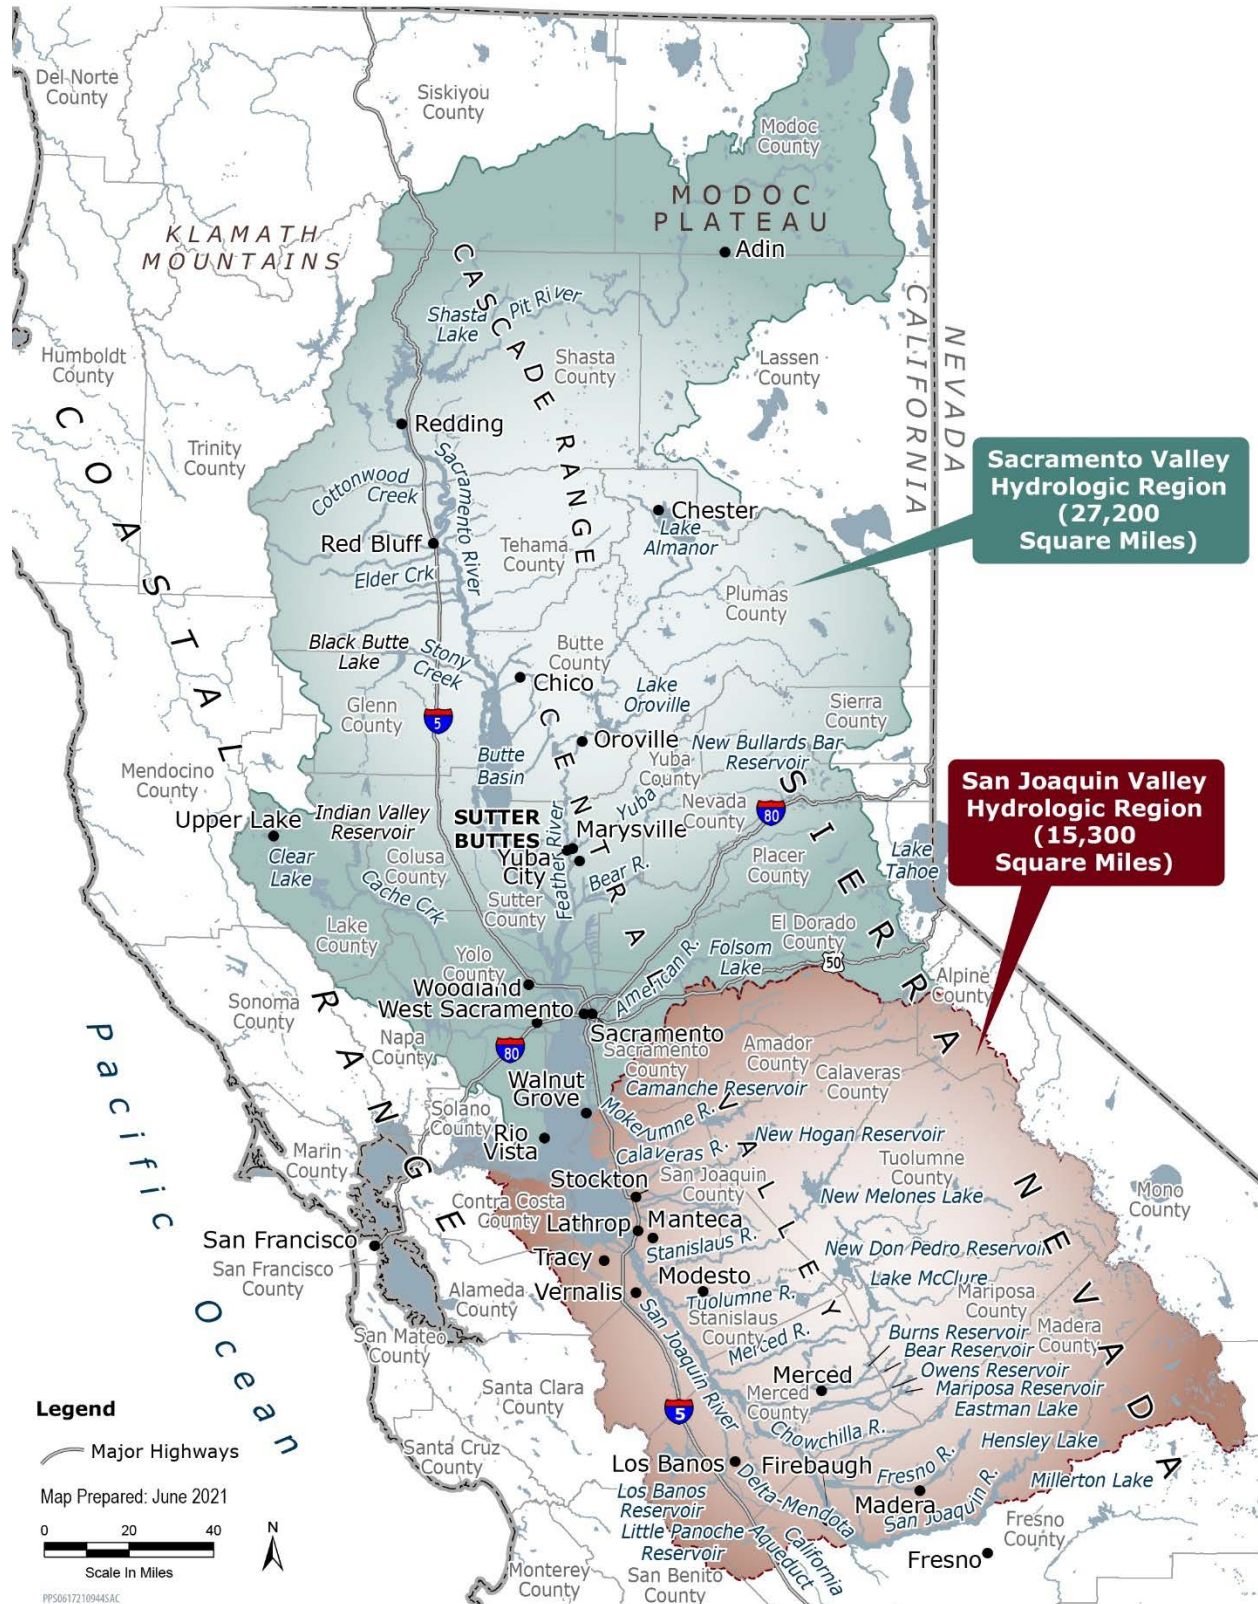 Del Norte
County
Siskiyou
County
Modoc
County
MODOC
PLATEAU
KLAMATH
MOUNTAINS
Adin
CASCADE RANGE
NEVADA
CALIFORNIA
Shasta
Lake
Pit River
Humboldt
County
Shasta
County
Lassen
County
COASTAL RANGE
Redding
Trinity
County
Sacramento Valley
Hydrologic Region
(27,200
Square Miles)
Cottonwood
Creek
Sacramento River
Chester
Lake
Almanor
Red Bluff
Tehama
County
Elder Crk
Plumas
County
Black Butte
Lake
Stony
Creek
Butte
County
Chico
Lake
Oroville
Glenn
County
5
CENTRAL VALLEY
Sierra
County
Oroville
Butte
Basin
New Bullards Bar
Reservoir
Yuba
County
SIERRA NEVADA
Mendocino
County
San Joaquin Valley
Hydrologic Region
(15,300
Square Miles)
Upper Lake
Indian Valley
Reservoir
SUTTER
BUTTES
Yuba
Nevada
County
80
Marysville
Clear
Lake
Colusa
County
Yuba
City
Feather River
Bear R.
Placer
County
Lake
Tahoe
Cache Crk
Sutter
County
Lake
County
El Dorado
County
Yolo
County
American R.
Folsom
Lake
50
Woodland
Alpine
County
Sonoma
County
West Sacramento
Sacramento
Napa
County
80
Sacramento
County
Amador
County
Calaveras
County
Pacific Ocean
Walnut
Grove
Camanche Reservoir
Solano
County
Mokelumne R.
Rio
Vista
New Hogan Reservoir
Marin
County
Calaveras R.
Tuolumne
County
Stockton
San Joaquin
County
New Melones Lake
Mono
County
Contra Costa
County
Lathrop
Manteca
San Francisco
Stanislaus R.
New Don Pedro Reservoir
San Francisco
County
Tracy
Modesto
Lake McClure
Alameda
County
Vernalis
Tuolumne R.
Mariposa
County
San Mateo
County
Stanislaus
County
Madera
County
San Joaquin River
Merced R.
Burns Reservoir
Bear Reservoir
Owens Reservoir
Mariposa Reservoir
Santa Clara
County
Merced
Merced
County
Eastman Lake
5
Legend
Chowchilla R.
Hensley Lake
Major Highways
Santa Cruz
County
Los Banos
Firebaugh
Fresno R.
Millerton Lake
Map Prepared: June 2021
Los Banos
Reservoir
Delta-Mendota
Madera
San Joaquin R.
Fresno
County
0 20 40
N
Little Panoche
Reservoir
California
Aqueduct
Fresno
Scale In Miles
Monterey
County
San Benito
County
PPS0617210944SAC